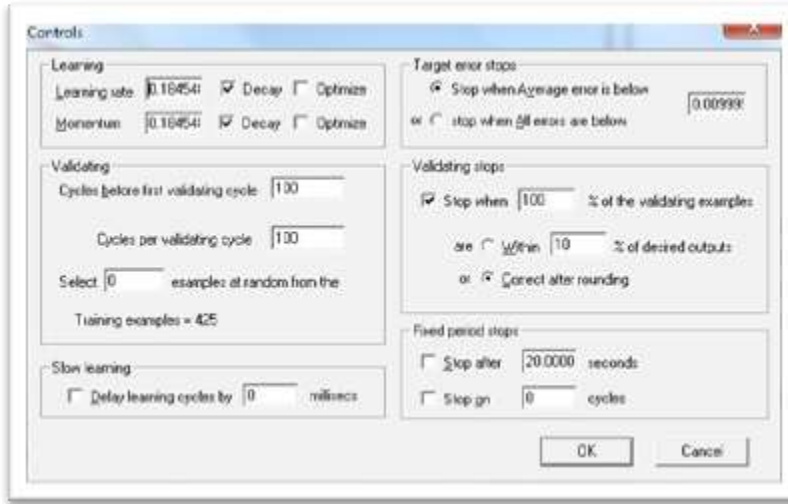 Controls
Learning
Learning rate 0.16454 Decay Optimize
Momentum 0.16454 Decay Optimize
Validating
Cycles before first validating cycle 100
Cycles per validating cycle 100
Select 0 examples at random from the
Training examples = 425
Slow learning
Delay learning cycles by 0 millisecs
Target error stops
Stop when Average error is below
0.00999
or stop when All errors are below
Validating stops
Stop when 100 % of the validating examples
are Within 10 % of desired outputs
or Correct after rounding
Fixed period stops
Stop after 20.0000 seconds
Stop on 0 cycles
OK Cancel